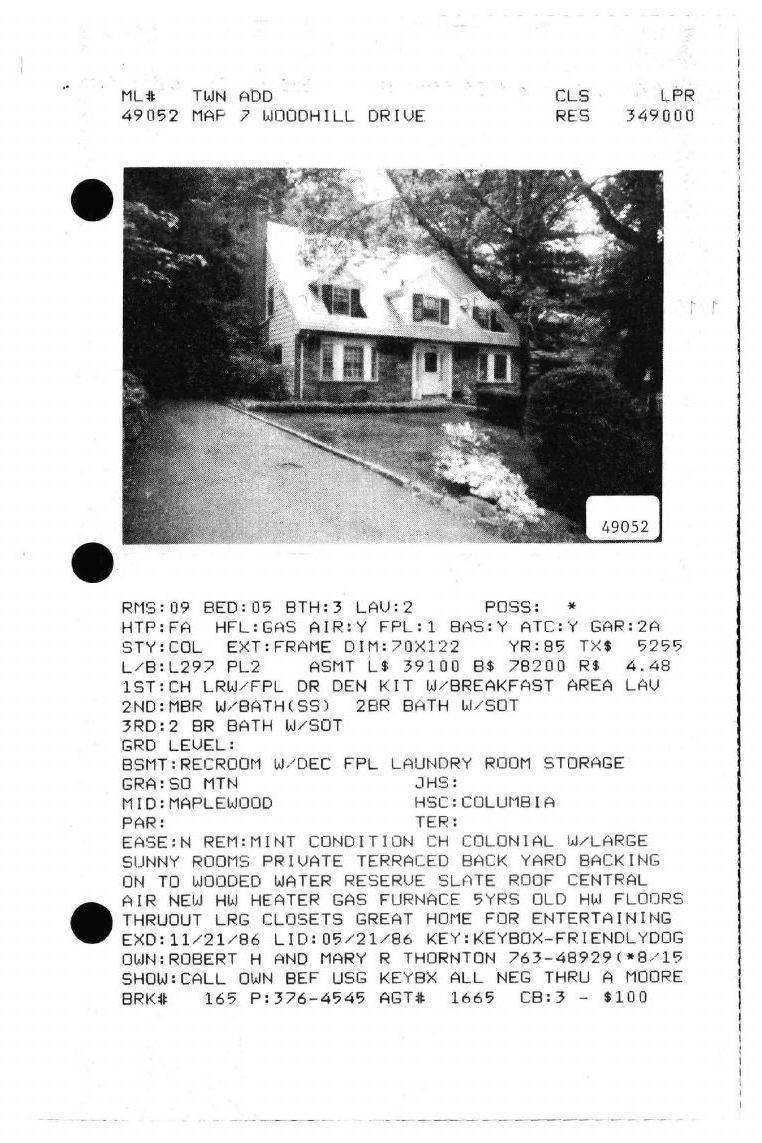 ML# TWN ADD CLS LPR
49052 MAP 7 WOODHILL DRIVE RES 349000
49052
RMS:09 BED:05 BTH:3 LAV:2 POSS: *
HTP:FA HFL:GAS AIR:Y FPL:1 BAS:Y ATC:Y GAR:2A
STY:COL EXT:FRAME DIM:70X122 YR:85 TX$ 5255
L/B:L297 PL2 ASMT L$ 39100 B$ 78200 R$ 4.48
1ST:CH LRW/FPL DR DEN KIT W/BREAKFAST AREA LAV
2ND:MBR W/BATH(SS) 2BR BATH W/SOT
3RD:2 BR BATH W/SOT
GRD LEVEL:
BSMT:RECROOM W/DEC FPL LAUNDRY ROOM STORAGE
GRA:SO MTN JHS:
MID:MAPLEWOOD HSC:COLUMBIA
PAR: TER:
EASE:N REM:MINT CONDITION CH COLONIAL W/LARGE
SUNNY ROOMS PRIVATE TERRACED BACK YARD BACKING
ON TO WOODED WATER RESERVE SLATE ROOF CENTRAL
AIR NEW HW HEATER GAS FURNACE 5YRS OLD HW FLOORS
THRUOUT LRG CLOSETS GREAT HOME FOR ENTERTAINING
EXD:11/21/86 LID:05/21/86 KEY:KEYBOX-FRIENDLYDOG
OWN:ROBERT H AND MARY R THORNTON 763-48929(*8/15
SHOW:CALL OWN BEF USG KEYBX ALL NEG THRU A MOORE
BRK# 165 P:376-4545 AGT# 1665 CB:3 - $100